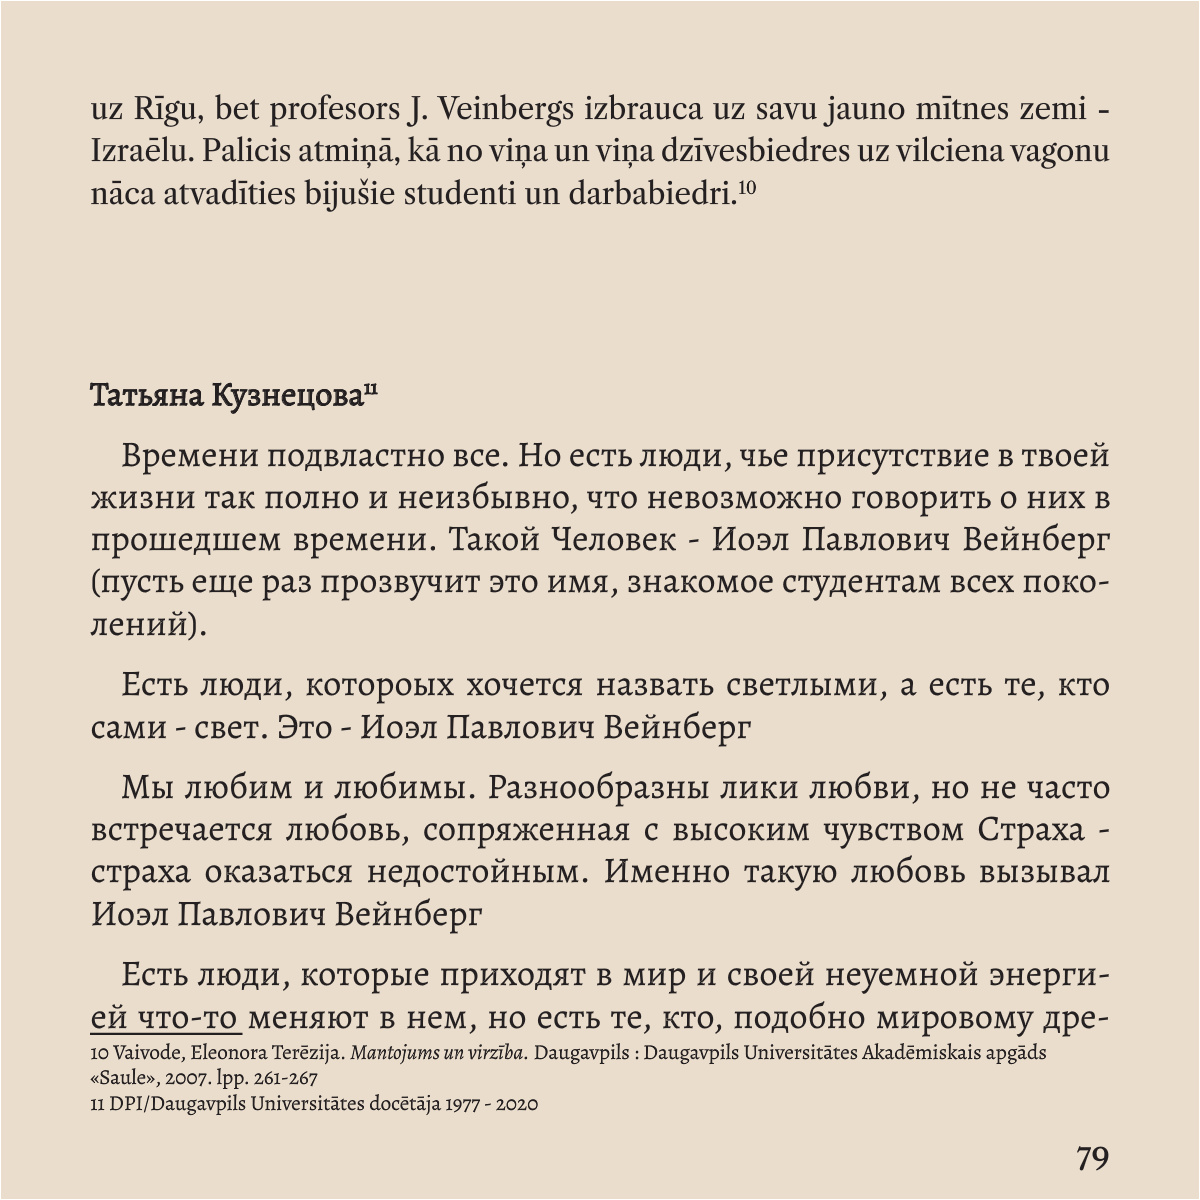 uz Rīgu, bet profesors J. Veinbergs izbrauca uz savu jauno mītnes zemi -
Izraēlu. Palicis atmiņā, kā no viņa un viņa dzīvesbiedres uz vilciena vagonu
nāca atvadīties bijušie studenti un darbabiedri.¹⁰
Татьяна Кузнецова¹¹
Времени подвластно все. Но есть люди, чье присутствие в твоей
жизни так полно и неизбывно, что невозможно говорить о них в
прошедшем времени. Такой Человек - Иоэл Павлович Вейнберг
(пусть еще раз прозвучит это имя, знакомое студентам всех поко-
лений).
Есть люди, котороых хочется назвать светлыми, а есть те, кто
сами - свет. Это - Иоэл Павлович Вейнберг
Мы любим и любимы. Разнообразны лики любви, но не часто
встречается любовь, сопряженная с высоким чувством Страха -
страха оказаться недостойным. Именно такую любовь вызывал
Иоэл Павлович Вейнберг
Есть люди, которые приходят в мир и своей неуемной энерги-
ей что-то меняют в нем, но есть те, кто, подобно мировому дре-
10 Vaivode, Eleonora Terēzija. Mantojums un virzība. Daugavpils : Daugavpils Universitātes Akadēmiskais apgāds
«Saule», 2007. lpp. 261-267
11 DPI/Daugavpils Universitātes docētāja 1977 - 2020
79